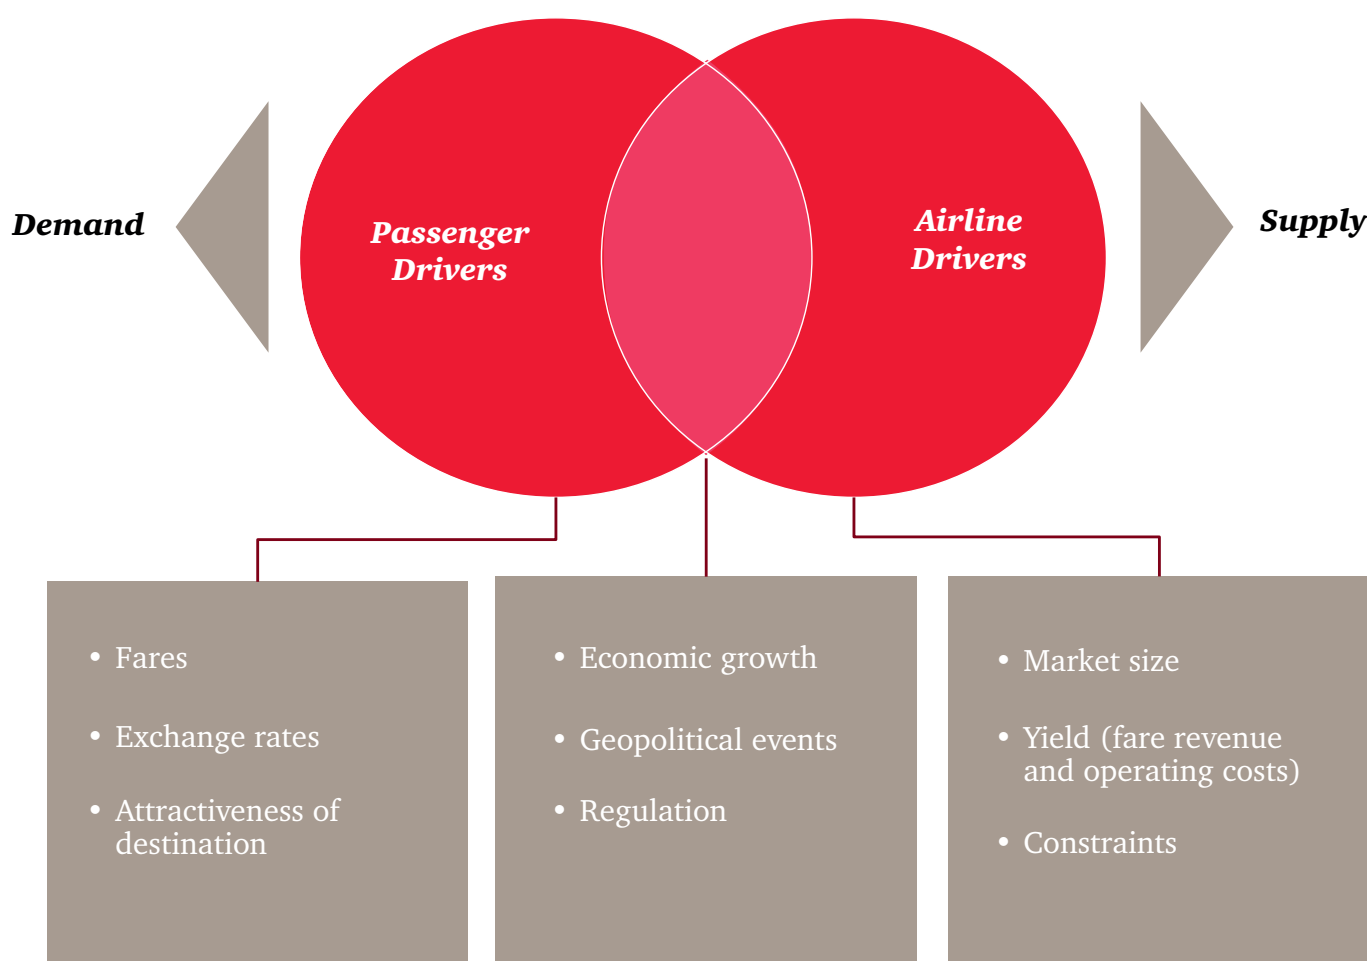 Demand
Passenger
Drivers
Airline
Drivers
Supply
• Fares
• Exchange rates
• Attractiveness of
destination
• Economic growth
• Geopolitical events
• Regulation
• Market size
• Yield (fare revenue
and operating costs)
• Constraints